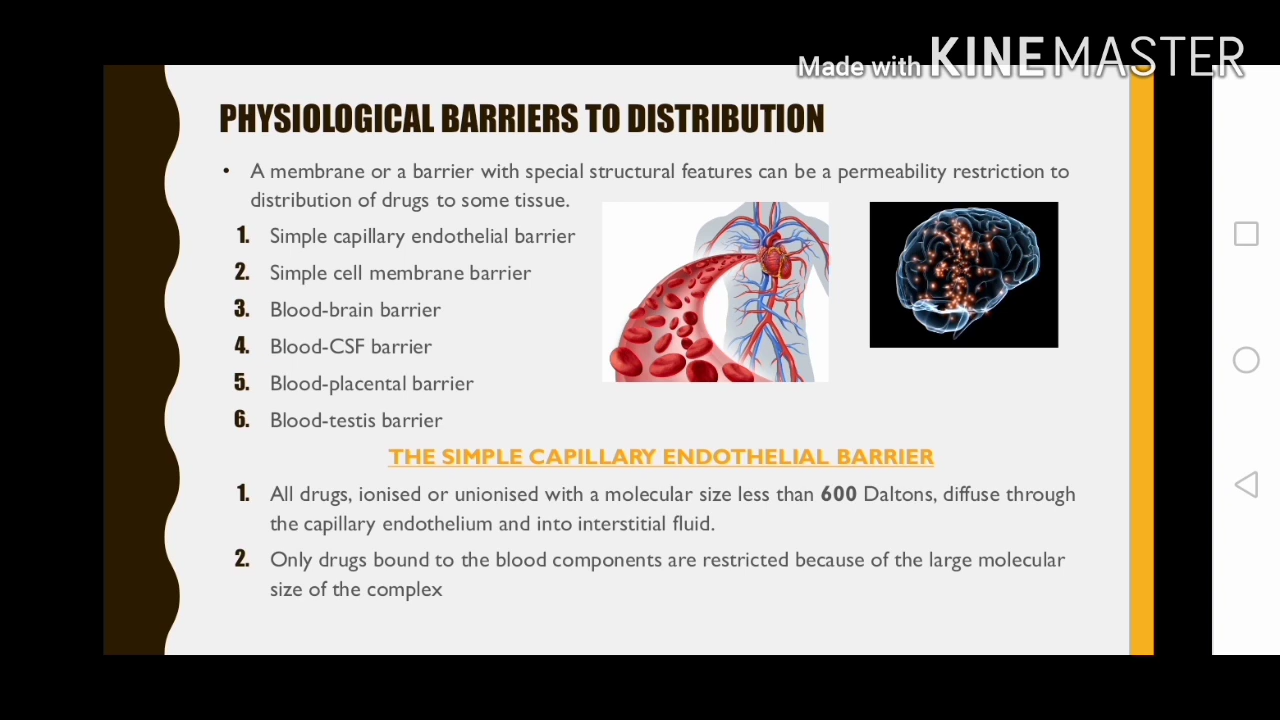 Made with KINEMASTER
PHYSIOLOGICAL BARRIERS TO DISTRIBUTION
• A membrane or a barrier with special structural features can be a permeability restriction to
distribution of drugs to some tissue.
1. Simple capillary endothelial barrier
2. Simple cell membrane barrier
3. Blood-brain barrier
4. Blood-CSF barrier
5. Blood-placental barrier
6. Blood-testis barrier
THE SIMPLE CAPILLARY ENDOTHELIAL BARRIER
1. All drugs, ionised or unionised with a molecular size less than 600 Daltons, diffuse through
the capillary endothelium and into interstitial fluid.
2. Only drugs bound to the blood components are restricted because of the large molecular
size of the complex